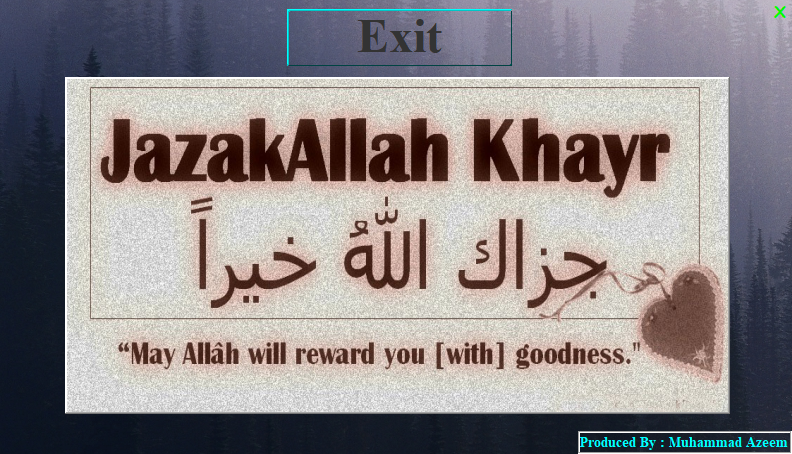 Exit
JazakAllah Khayr
جزاك اللهُ خيراً
“May Allâh will reward you [with] goodness."
Produced By : Muhammad Azeem